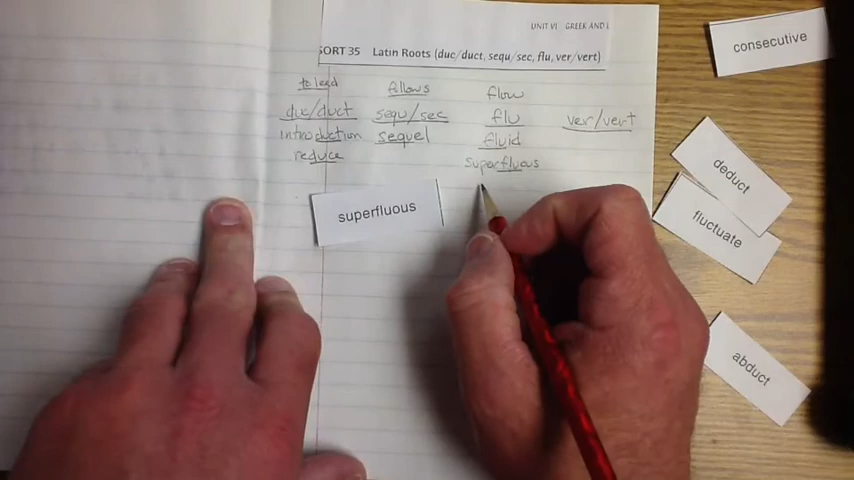 UNIT VI GREEK AND
SORT 35 Latin Roots (duc/duct, sequ/sec, flu, ver/vert)
to lead follows flow
duc/duct sequ/sec flu ver/vert
introduction sequel fluid
reduce superfluous
superfluous
consecutive
deduct
fluctuate
abduct